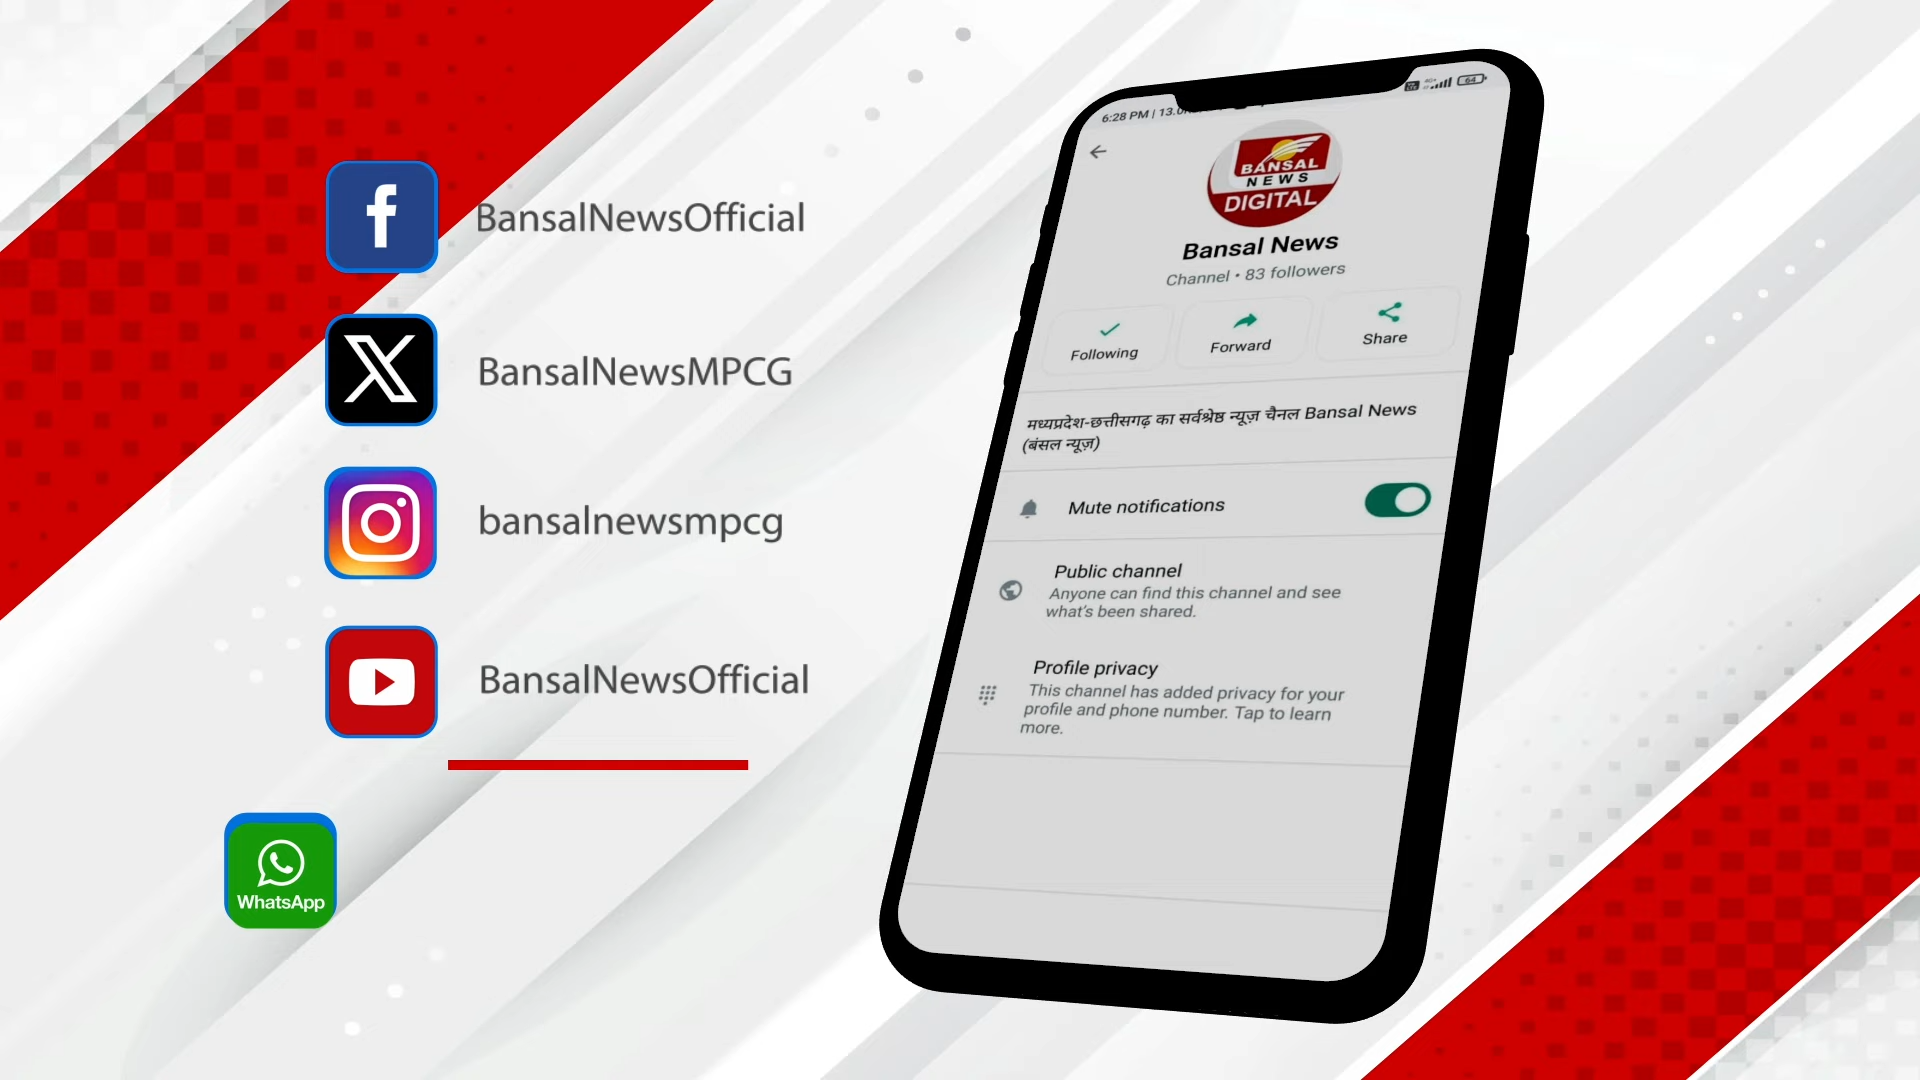 BansalNewsOfficial
BansalNewsMPCG
bansalnewsmpcg
BansalNewsOfficial
WhatsApp
6:28 PM |
64
BANSAL
NEWS
DIGITAL
Bansal News
Channel • 83 followers
Following
Forward
Share
मध्यप्रदेश-छत्तीसगढ़ का सर्वश्रेष्ठ न्यूज़ चैनल Bansal News
(बंसल न्यूज़)
Mute notifications
Public channel
Anyone can find this channel and see
what's been shared.
Profile privacy
This channel has added privacy for your
profile and phone number. Tap to learn
more.